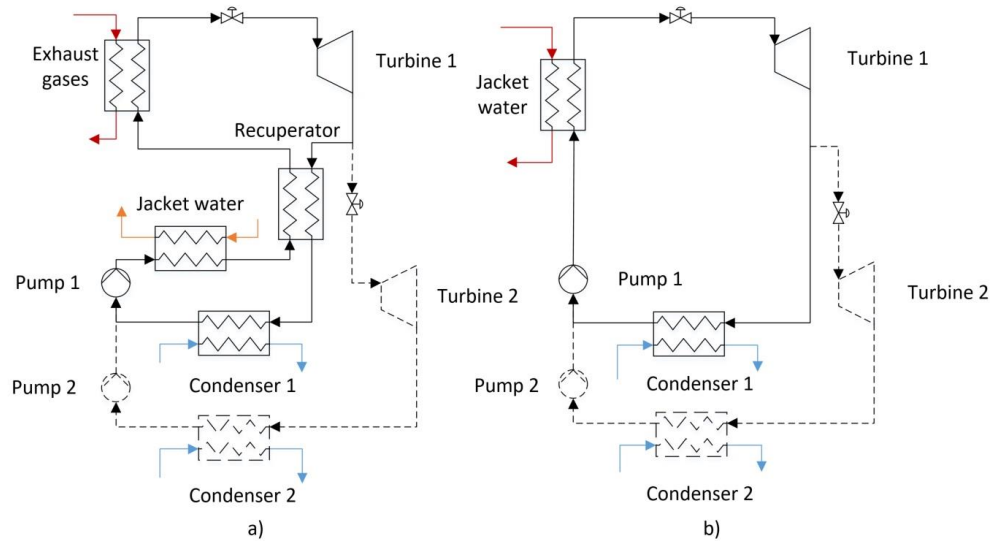 Exhaust
gases
Turbine 1
Recuperator
Jacket water
Pump 1
Turbine 2
Condenser 1
Pump 2
Condenser 2
a)
Jacket
water
Turbine 1
Pump 1
Turbine 2
Condenser 1
Pump 2
Condenser 2
b)